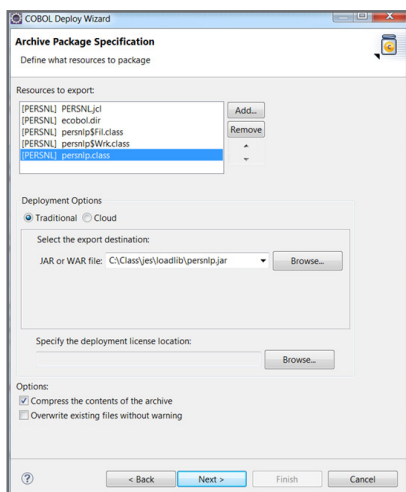 COBOL Deploy Wizard
Archive Package Specification
Define what resources to package
Resources to export:
[PERSNL] PERSNL.jcl
[PERSNL] ecobol.dir
[PERSNL] persnlp$Fil.class
[PERSNL] persnlp$Wrk.class
[PERSNL] persnlp.class
Add...
Remove
Deployment Options
Traditional Cloud
Select the export destination:
JAR or WAR file: C:\Class\jes\loadlib\persnlp.jar Browse...
Specify the deployment license location:
Browse...
Options:
Compress the contents of the archive
Overwrite existing files without warning
? < Back Next > Finish Cancel